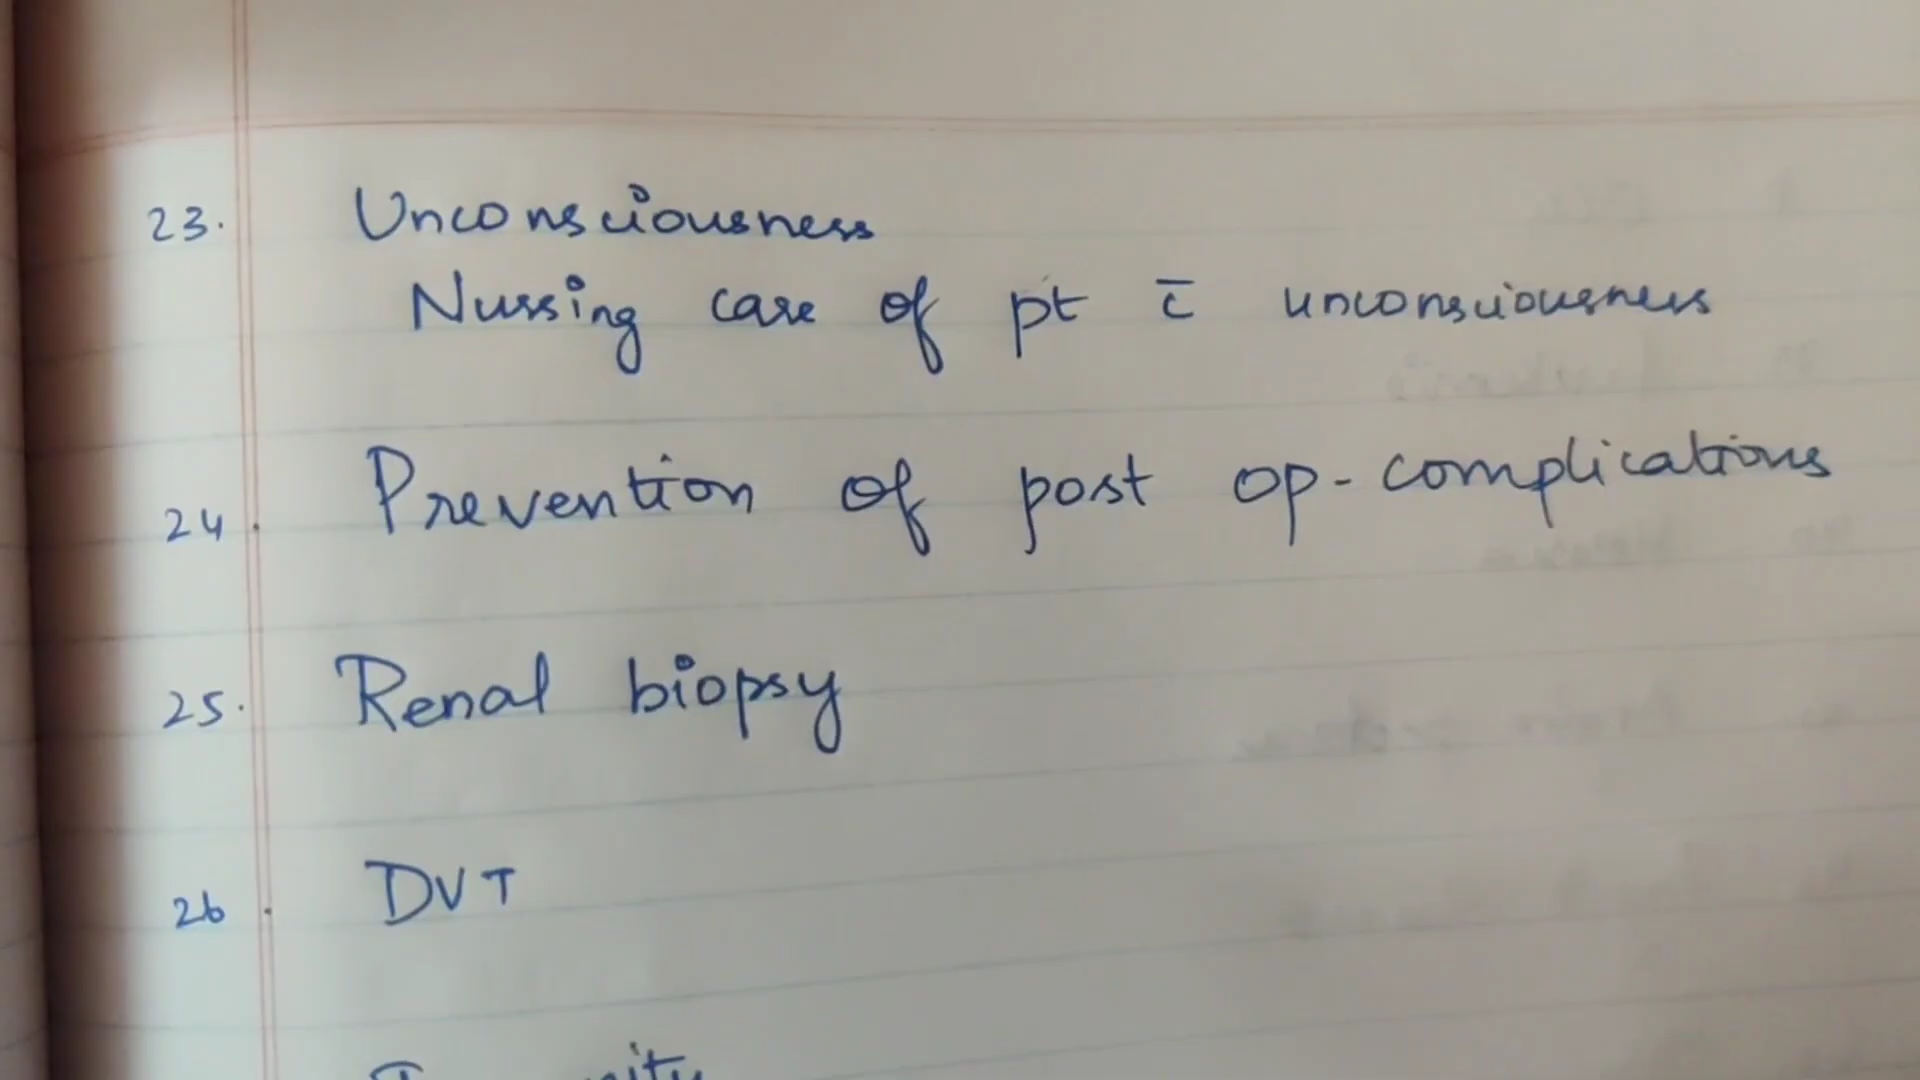 23. Unconsciousness
Nursing care of pt c̄ unconsciousness
24. Prevention of post op-complications
25. Renal biopsy
26. DVT